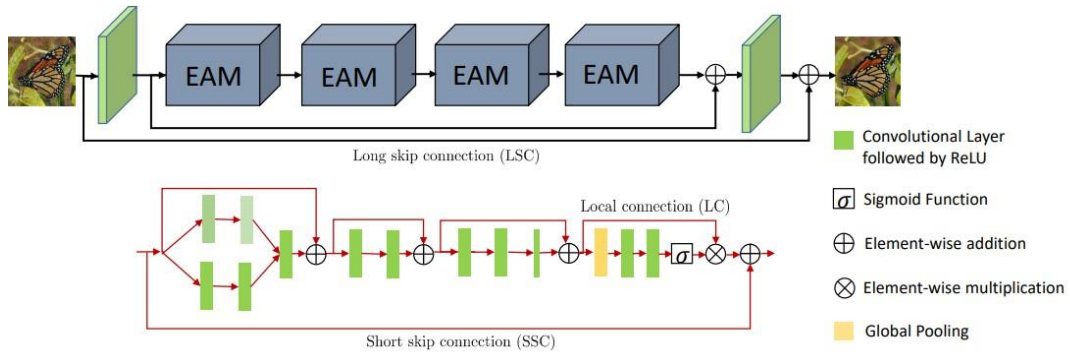 EAM
EAM
EAM
EAM
Long skip connection (LSC)
Convolutional Layer
followed by ReLU
σ Sigmoid Function
Element-wise addition
Element-wise multiplication
Global Pooling
Local connection (LC)
σ
Short skip connection (SSC)